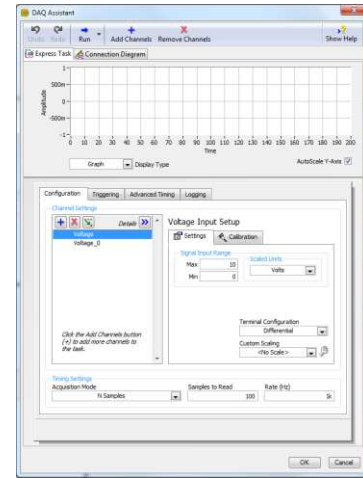 DAQ Assistant
Undo Redo Run Add Channels Remove Channels Show Help
Express Task Connection Diagram
1-
500m-
0-
-500m-
-1-
Amplitude
0 10 20 30 40 50 60 70 80 90 100 110 120 130 140 150 160 170 180 190 200
Time
Graph Display Type AutoScale Y-Axis
Configuration Triggering Advanced Timing Logging
Channel Settings
Details
Voltage
Voltage_0
Click the Add Channels button
(+) to add more channels to
the task.
Voltage Input Setup
Settings Calibration
Signal Input Range
Max 10
Min 0
Scaled Units
Volts
Terminal Configuration
Differential
Custom Scaling
<No Scale>
Timing Settings
Acquisition Mode Samples to Read Rate (Hz)
N Samples 100 1k
OK Cancel